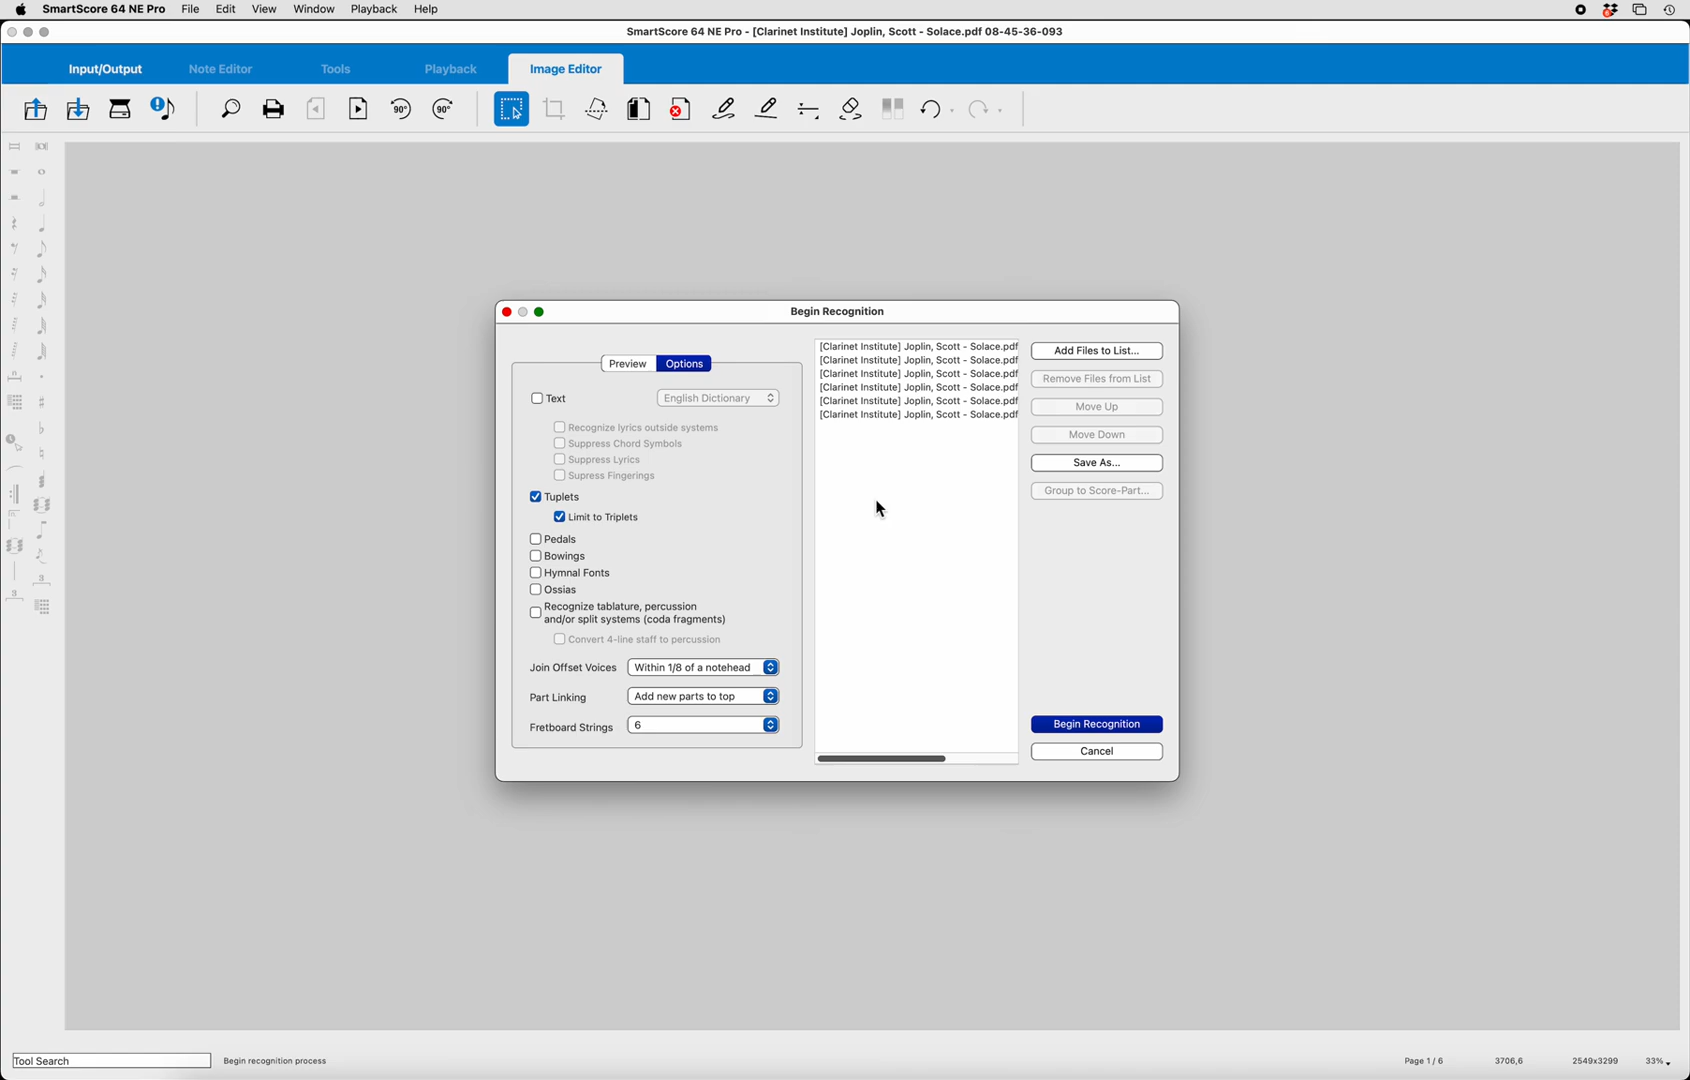 SmartScore 64 NE Pro File Edit View Window Playback Help
SmartScore 64 NE Pro - [Clarinet Institute] Joplin, Scott - Solace.pdf 08-45-36-093
Input/Output Note Editor Tools Playback Image Editor
90° 90°
Begin Recognition
Preview Options
Text English Dictionary
Recognize lyrics outside systems
Suppress Chord Symbols
Suppress Lyrics
Supress Fingerings
Tuplets
Limit to Triplets
Pedals
Bowings
Hymnal Fonts
Ossias
Recognize tablature, percussion
and/or split systems (coda fragments)
Convert 4-line staff to percussion
Join Offset Voices Within 1/8 of a notehead
Part Linking Add new parts to top
Fretboard Strings 6
[Clarinet Institute] Joplin, Scott - Solace.pdf
[Clarinet Institute] Joplin, Scott - Solace.pdf
[Clarinet Institute] Joplin, Scott - Solace.pdf
[Clarinet Institute] Joplin, Scott - Solace.pdf
[Clarinet Institute] Joplin, Scott - Solace.pdf
[Clarinet Institute] Joplin, Scott - Solace.pdf
Add Files to List...
Remove Files from List
Move Up
Move Down
Save As...
Group to Score-Part...
Begin Recognition
Cancel
Tool Search Begin recognition process Page 1 / 6 3706,6 2549x3299 33%